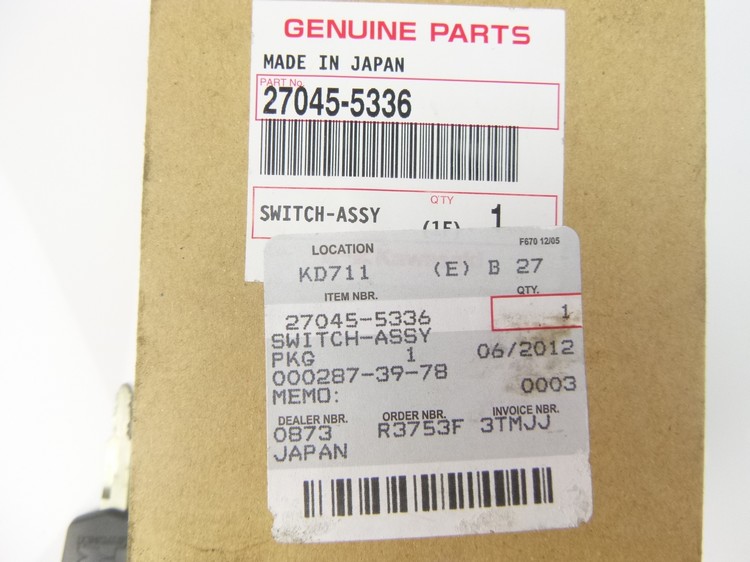 GENUINE PARTS
MADE IN JAPAN
PART No.
27045-5336
QTY
SWITCH-ASSY (15) 1
LOCATION F670 12/05
KD711 (E) B 27
ITEM NBR. QTY.
27045-5336 1
SWITCH-ASSY
PKG 1 06/2012
000287-39-78
MEMO: 0003
DEALER NBR. ORDER NBR. INVOICE NBR.
0873 R3753F 3TMJJ
JAPAN